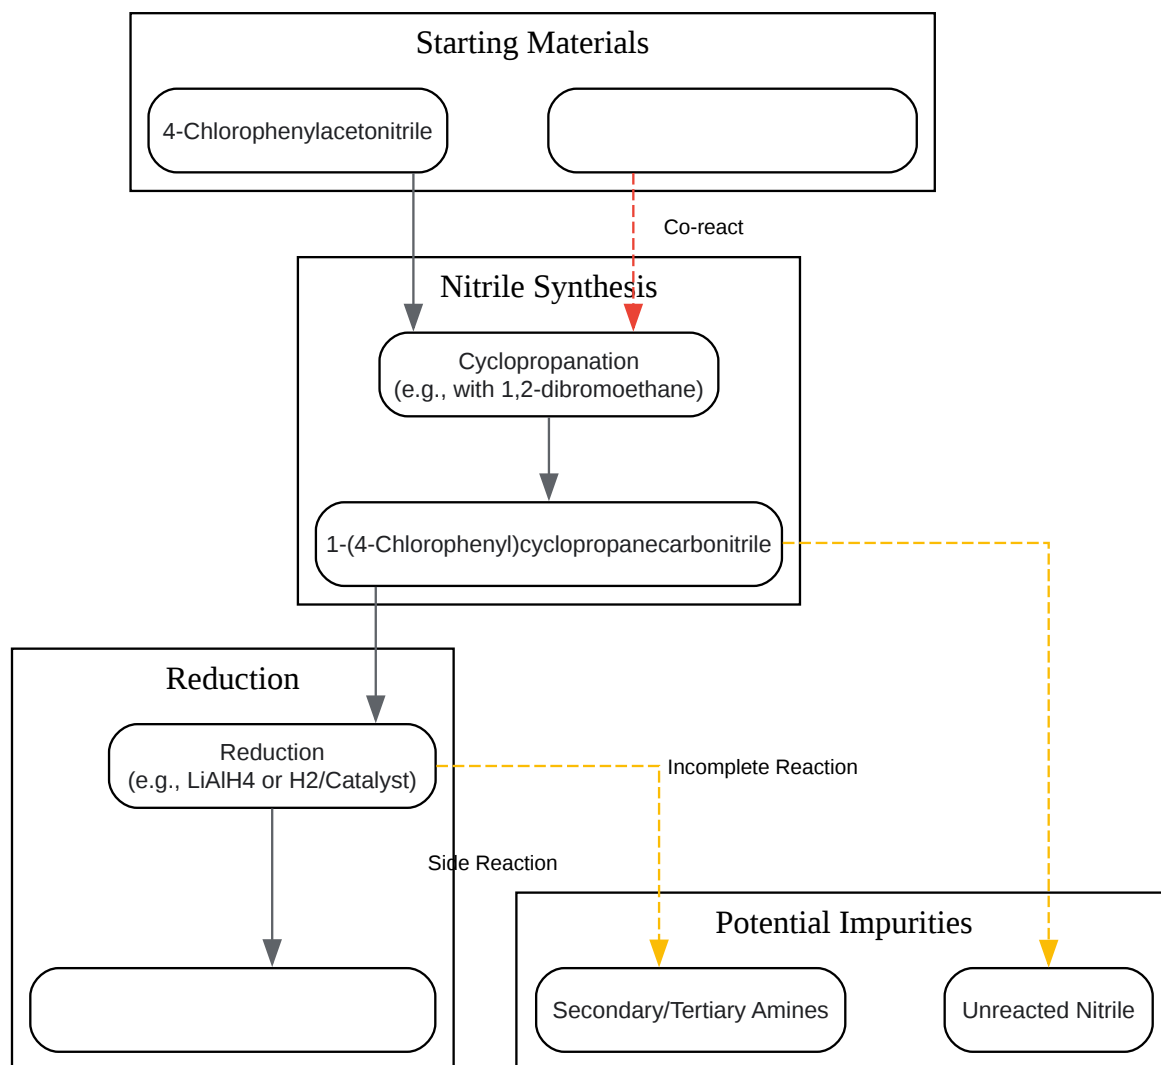 Starting Materials
4-Chlorophenylacetonitrile
Co-react
Nitrile Synthesis
Cyclopropanation
(e.g., with 1,2-dibromoethane)
1-(4-Chlorophenyl)cyclopropanecarbonitrile
Reduction
Reduction
(e.g., LiAlH4 or H2/Catalyst)
Incomplete Reaction
Side Reaction
Potential Impurities
Secondary/Tertiary Amines
Unreacted Nitrile